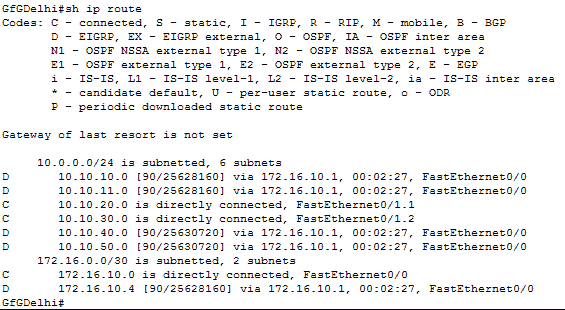 GfGDelhi#sh ip route
Codes: C - connected, S - static, I - IGRP, R - RIP, M - mobile, B - BGP
       D - EIGRP, EX - EIGRP external, O - OSPF, IA - OSPF inter area
       N1 - OSPF NSSA external type 1, N2 - OSPF NSSA external type 2
       E1 - OSPF external type 1, E2 - OSPF external type 2, E - EGP
       i - IS-IS, L1 - IS-IS level-1, L2 - IS-IS level-2, ia - IS-IS inter area
       * - candidate default, U - per-user static route, o - ODR
       P - periodic downloaded static route
Gateway of last resort is not set
     10.0.0.0/24 is subnetted, 6 subnets
D       10.10.10.0 [90/25628160] via 172.16.10.1, 00:02:27, FastEthernet0/0
D       10.10.11.0 [90/25628160] via 172.16.10.1, 00:02:27, FastEthernet0/0
C       10.10.20.0 is directly connected, FastEthernet0/1.1
C       10.10.30.0 is directly connected, FastEthernet0/1.2
D       10.10.40.0 [90/25630720] via 172.16.10.1, 00:02:27, FastEthernet0/0
D       10.10.50.0 [90/25630720] via 172.16.10.1, 00:02:27, FastEthernet0/0
     172.16.0.0/30 is subnetted, 2 subnets
C       172.16.10.0 is directly connected, FastEthernet0/0
D       172.16.10.4 [90/25628160] via 172.16.10.1, 00:02:27, FastEthernet0/0
GfGDelhi#